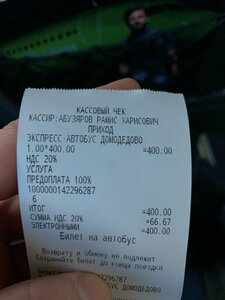 КАССОВЫЙ ЧЕК
КАССИР:АБУЗЯРОВ РАМИС ХАРИСОВИЧ
ПРИХОД
ЭКСПРЕСС-АВТОБУС ДОМОДЕДОВО
1.00*400.00 =400.00
НДС 20%
УСЛУГА
ПРЕДОПЛАТА 100%
1000000142296287
6
ИТОГ =400.00
СУММА НДС 20% =66.67
ЭЛЕКТРОННЫМИ =400.00
Билет на автобус
Возврату и обмену не подлежит
Сохраняйте билет до конца поездки